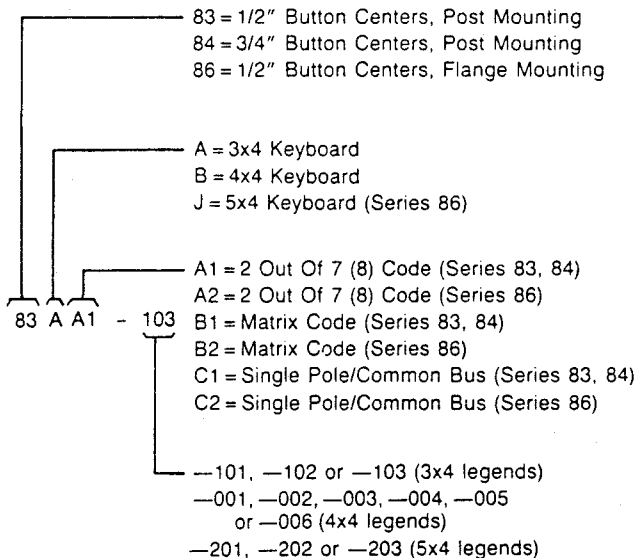 83 = 1/2" Button Centers, Post Mounting
84 = 3/4" Button Centers, Post Mounting
86 = 1/2" Button Centers, Flange Mounting
A = 3x4 Keyboard
B = 4x4 Keyboard
J = 5x4 Keyboard (Series 86)
A1 = 2 Out Of 7 (8) Code (Series 83, 84)
A2 = 2 Out Of 7 (8) Code (Series 86)
83 A A1 - 103
B1 = Matrix Code (Series 83, 84)
B2 = Matrix Code (Series 86)
C1 = Single Pole/Common Bus (Series 83, 84)
C2 = Single Pole/Common Bus (Series 86)
—101, —102 or —103 (3x4 legends)
—001, —002, —003, —004, —005
or —006 (4x4 legends)
—201, —202 or —203 (5x4 legends)